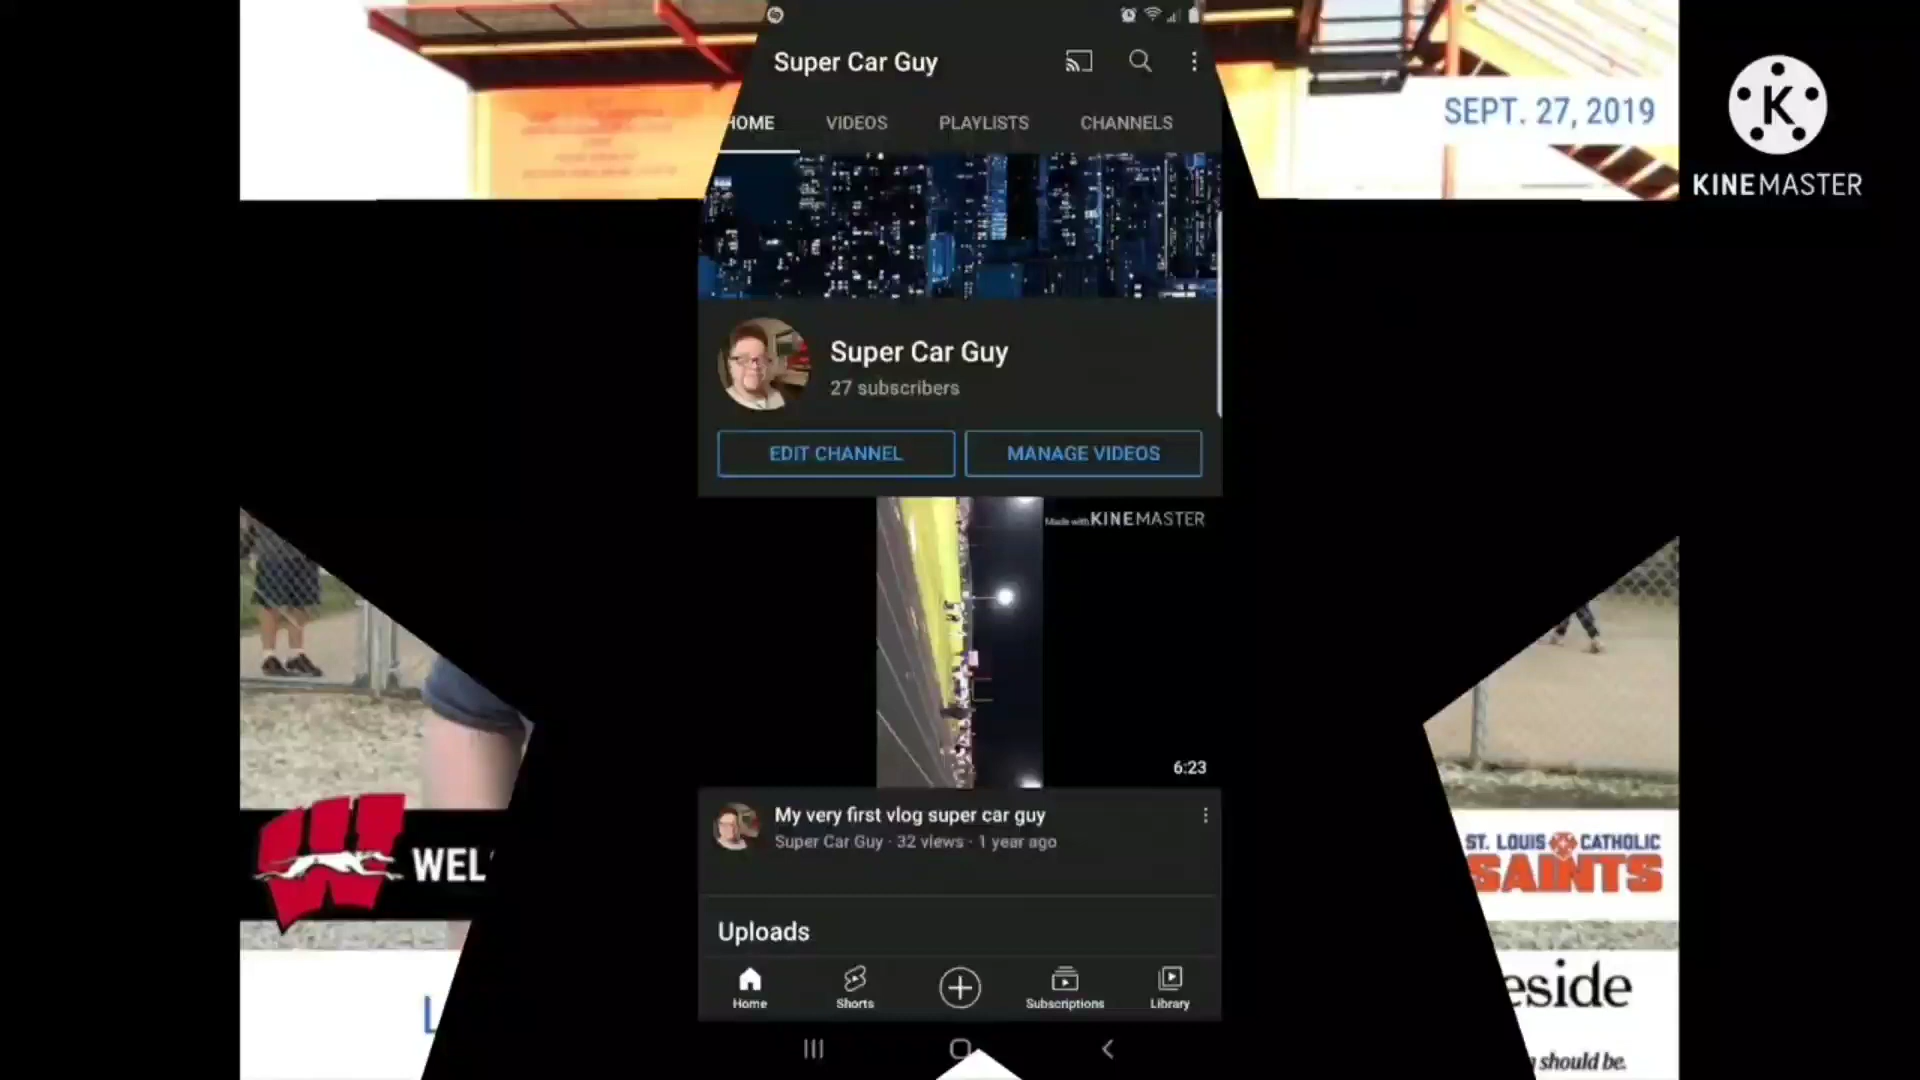 Super Car Guy
HOME VIDEOS PLAYLISTS CHANNELS
SEPT. 27, 2019
K
KINEMASTER
Super Car Guy
27 subscribers
EDIT CHANNEL MANAGE VIDEOS
Made with KINEMASTER
6:23
My very first vlog super car guy
Super Car Guy · 32 views · 1 year ago
WEL
ST. LOUIS CATHOLIC
SAINTS
Uploads
eside
Home Shorts Subscriptions Library
should be.